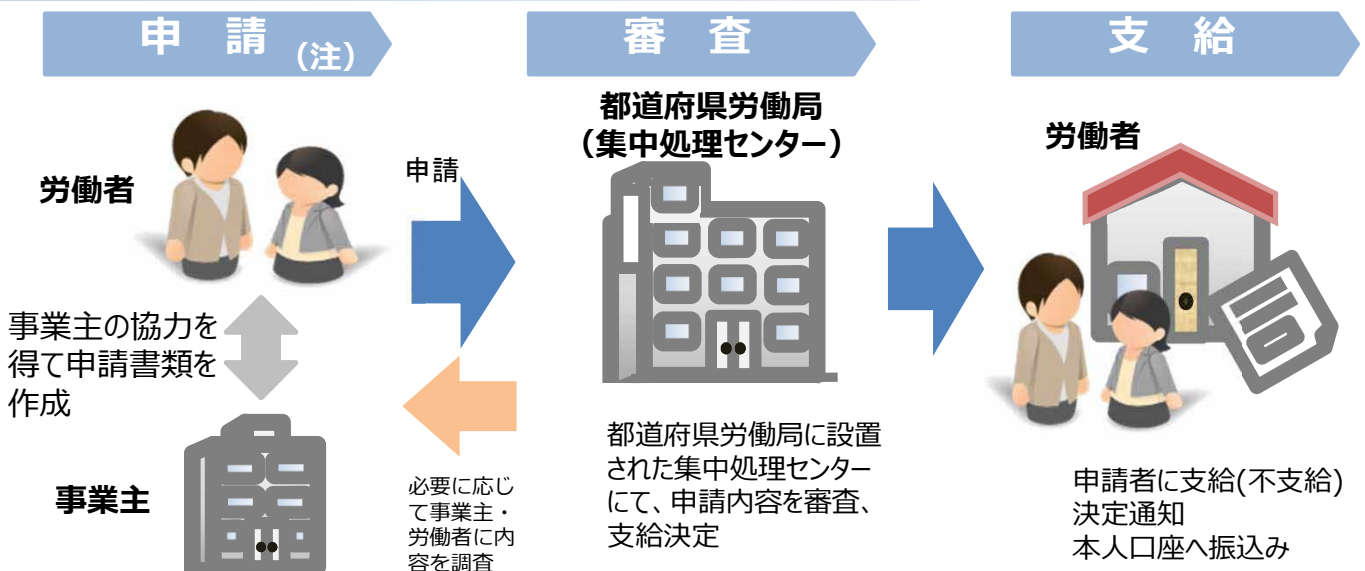 申 請 (注)
審 査
支 給
労働者
申請
事業主の協力を
得て申請書類を
作成
事業主
必要に応じ
て事業主・
労働者に内
容を調査
都道府県労働局
(集中処理センター)
都道府県労働局に設置
された集中処理センター
にて、申請内容を審査、
支給決定
労働者
申請者に支給(不支給)
決定通知
本人口座へ振込み